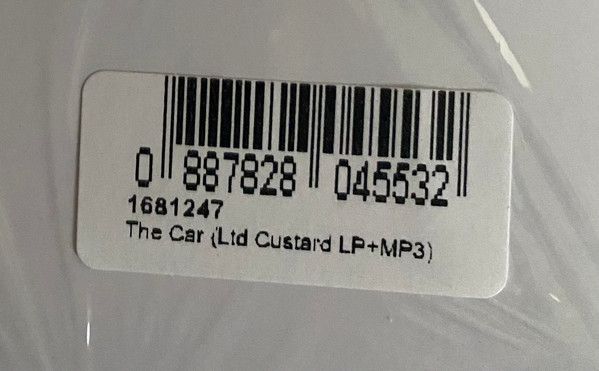 0 887828 045532
1681247
The Car (Ltd Custard LP+MP3)